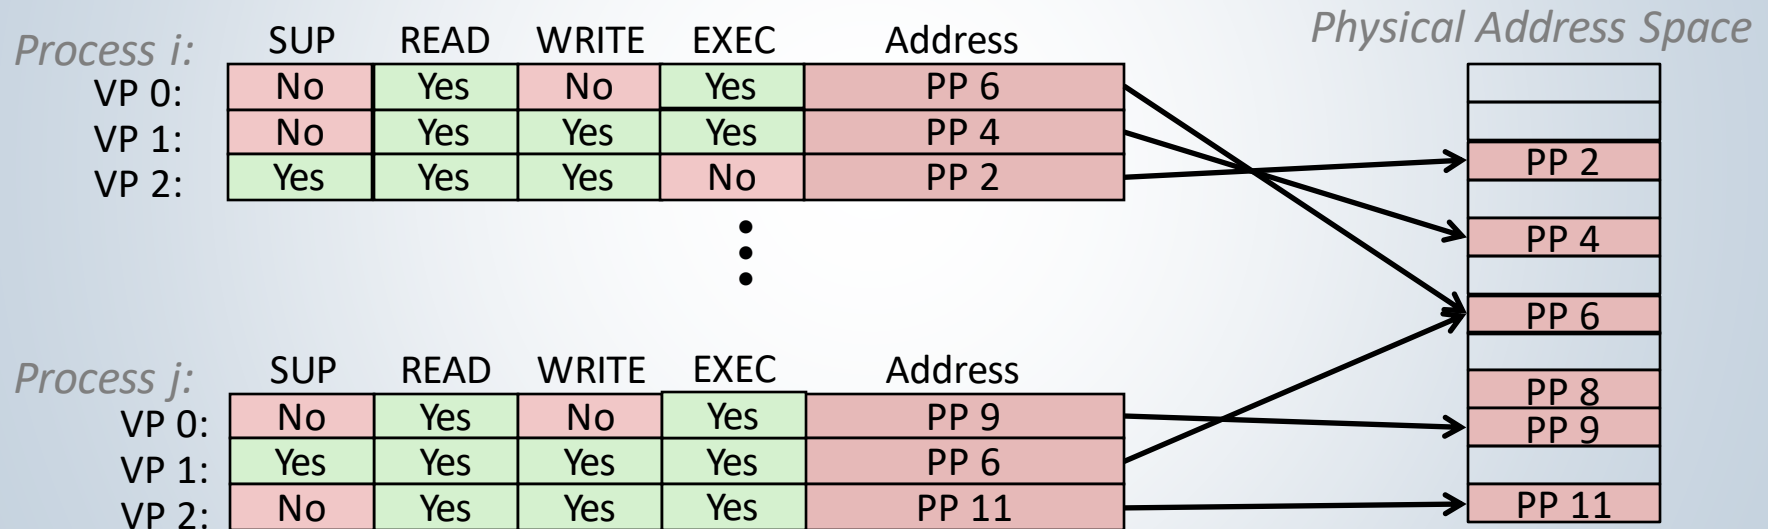 Physical Address Space
Process i: SUP READ WRITE EXEC Address
VP 0: No Yes No Yes PP 6
VP 1: No Yes Yes Yes PP 4
VP 2: Yes Yes Yes No PP 2
PP 2
PP 4
PP 6
PP 8
PP 9
PP 11
Process j: SUP READ WRITE EXEC Address
VP 0: No Yes No Yes PP 9
VP 1: Yes Yes Yes Yes PP 6
VP 2: No Yes Yes Yes PP 11